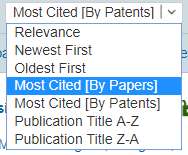 Most Cited [By Patents]
Relevance
Newest First
Oldest First
Most Cited [By Papers]
Most Cited [By Patents]
Publication Title A-Z
Publication Title Z-A